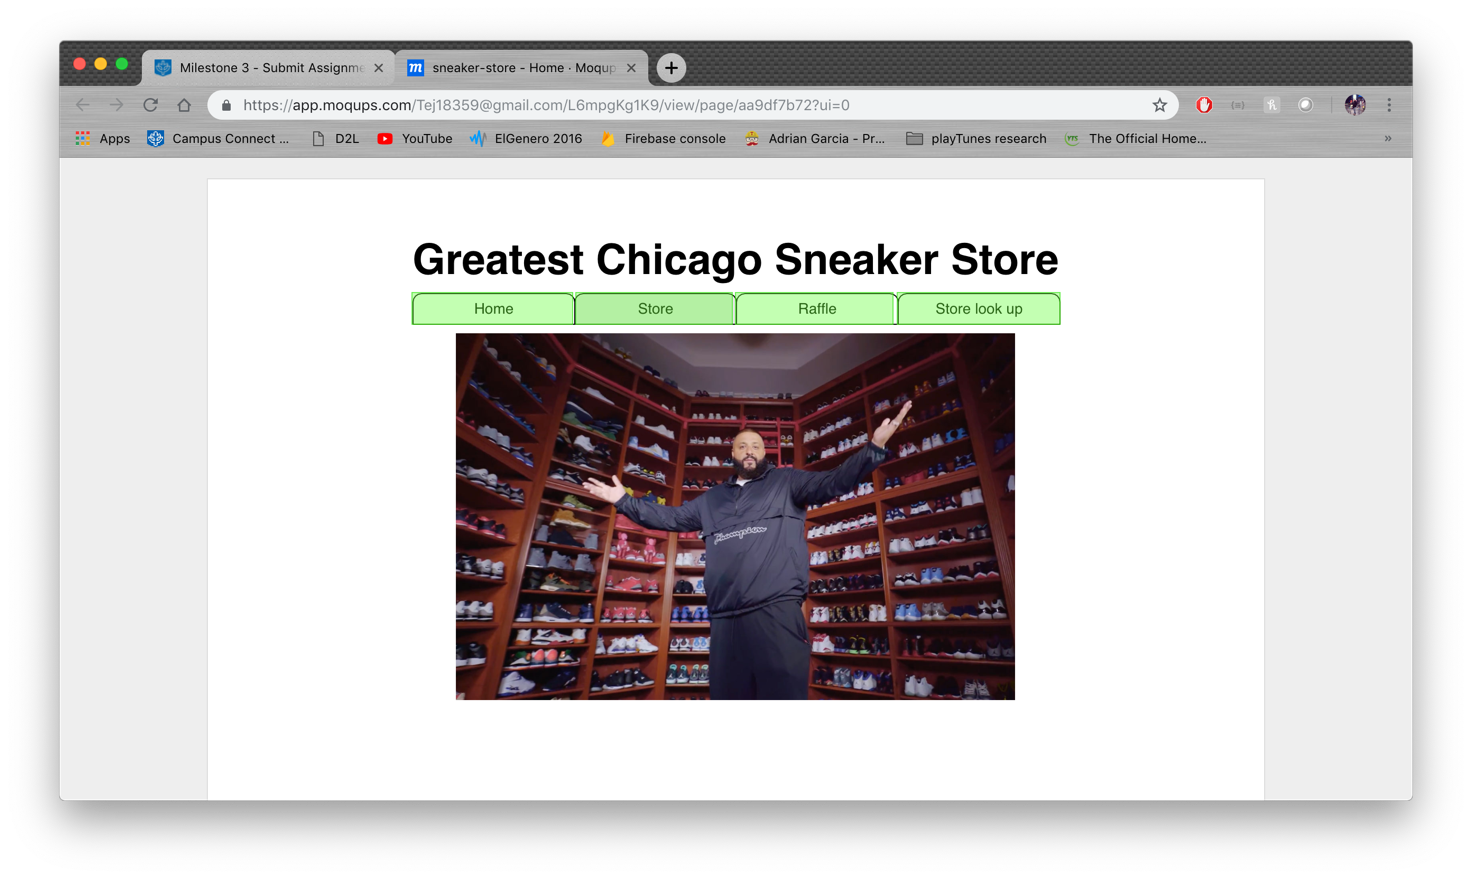 Milestone 3 - Submit Assignme
sneaker-store - Home · Moqup
https://app.moqups.com/Tej18359@gmail.com/L6mpgKg1K9/view/page/aa9df7b72?ui=0
Apps Campus Connect ... D2L YouTube ElGenero 2016 Firebase console Adrian Garcia - Pr... playTunes research The Official Home... »
Greatest Chicago Sneaker Store
Home Store Raffle Store look up
Champion